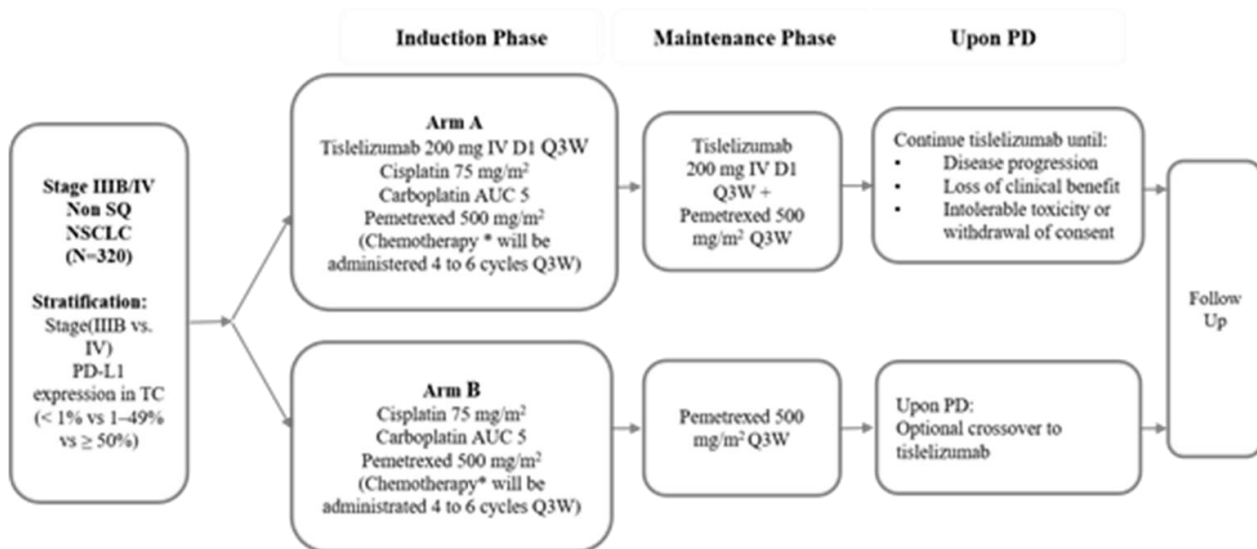 Induction Phase
Maintenance Phase
Upon PD
Stage IIIB/IV
Non SQ
NSCLC
(N=320)
Stratification:
Stage(IIIB vs.
IV)
PD-L1
expression in TC
(< 1% vs 1–49%
vs ≥ 50%)
Arm A
Tislelizumab 200 mg IV D1 Q3W
Cisplatin 75 mg/m²
Carboplatin AUC 5
Pemetrexed 500 mg/m²
(Chemotherapy * will be
administered 4 to 6 cycles Q3W)
Tislelizumab
200 mg IV D1
Q3W +
Pemetrexed 500
mg/m² Q3W
Continue tislelizumab until:
▪ Disease progression
▪ Loss of clinical benefit
▪ Intolerable toxicity or
withdrawal of consent
Arm B
Cisplatin 75 mg/m²
Carboplatin AUC 5
Pemetrexed 500 mg/m²
(Chemotherapy* will be
administrated 4 to 6 cycles Q3W)
Pemetrexed 500
mg/m² Q3W
Upon PD:
Optional crossover to
tislelizumab
Follow
Up